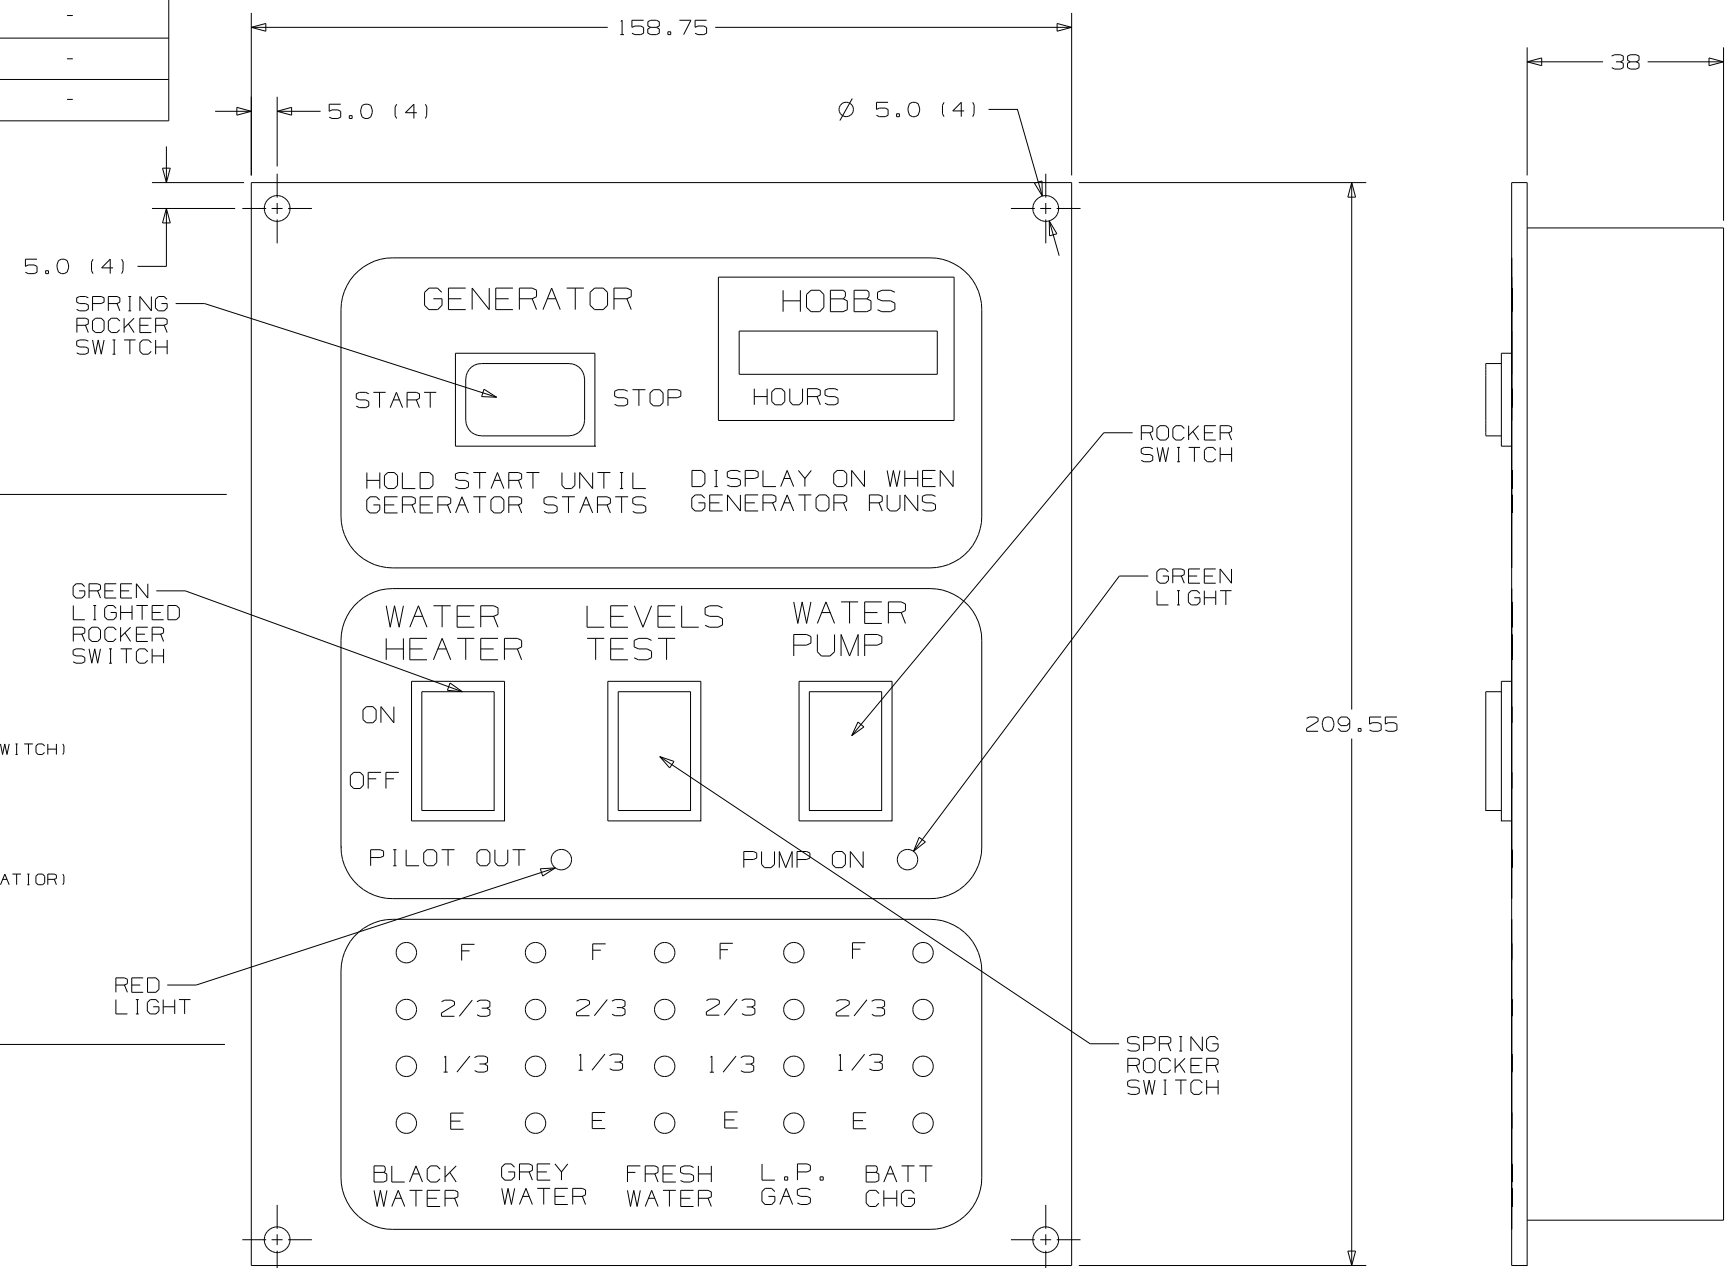 -
-
-
158.75
38
5.0 (4)
Ø 5.0 (4)
5.0 (4)
SPRING
ROCKER
SWITCH
GENERATOR
HOBBS
START
STOP
HOURS
HOLD START UNTIL
GERERATOR STARTS
DISPLAY ON WHEN
GENERATOR RUNS
ROCKER
SWITCH
GREEN
LIGHTED
ROCKER
SWITCH
GREEN
LIGHT
WATER
HEATER
LEVELS
TEST
WATER
PUMP
ON
OFF
209.55
WITCH)
PILOT OUT
PUMP ON
ATIOR)
RED
LIGHT
F F F F
2/3 2/3 2/3 2/3
1/3 1/3 1/3 1/3
E E E E
SPRING
ROCKER
SWITCH
BLACK
WATER
GREY
WATER
FRESH
WATER
L.P.
GAS
BATT
CHG